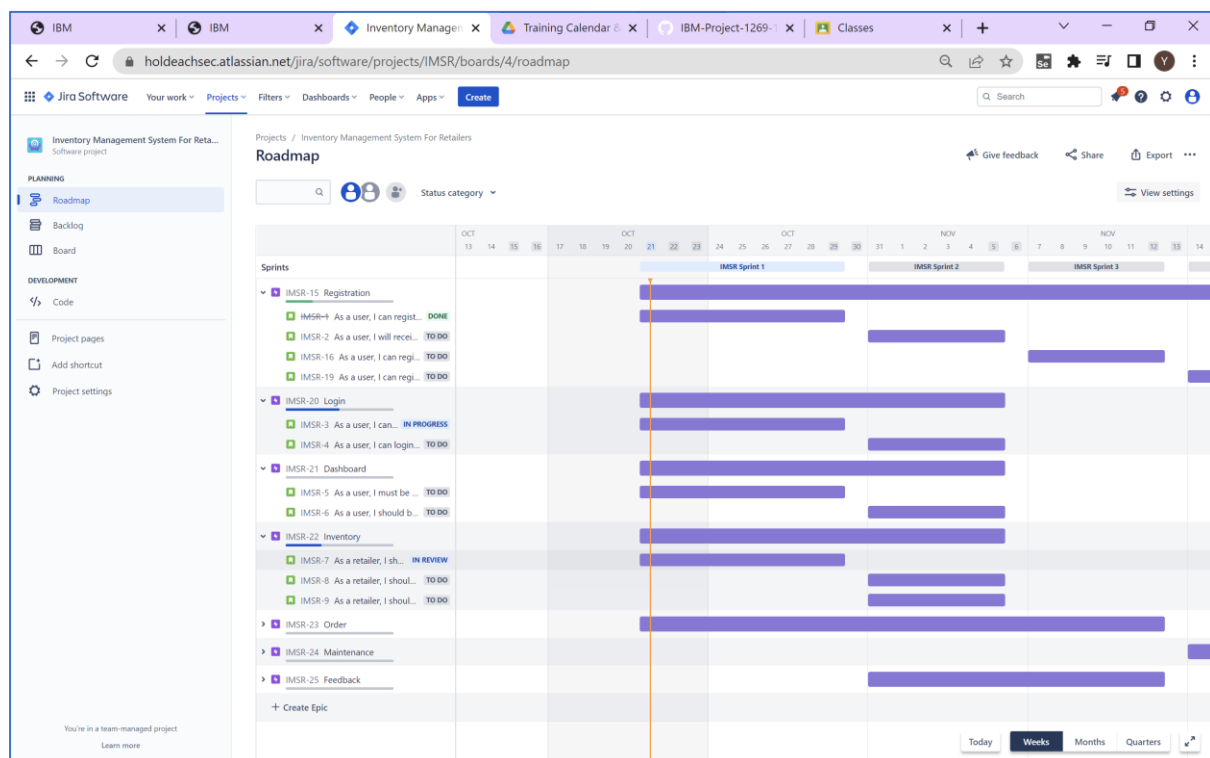 IBM
IBM
Inventory Manager
Training Calendar &
IBM-Project-1269-1
Classes
holdeachsec.atlassian.net/jira/software/projects/IMSR/boards/4/roadmap
Se
Y
Jira Software Your work Projects Filters Dashboards People Apps Create
Search
5
Inventory Management System For Reta...
Software project
PLANNING
Roadmap
Backlog
Board
DEVELOPMENT
Code
Project pages
Add shortcut
Project settings
You're in a team-managed project
Learn more
Projects / Inventory Management System For Retailers
Roadmap
Give feedback Share Export
Status category
View settings
OCT OCT OCT NOV NOV
13 14 15 16 17 18 19 20 21 22 23 24 25 26 27 28 29 30 31 1 2 3 4 5 6 7 8 9 10 11 12 13 14
Sprints IMSR Sprint 1 IMSR Sprint 2 IMSR Sprint 3
IMSR-15 Registration
IMSR-1 As a user, I can regist... DONE
IMSR-2 As a user, I will recei... TO DO
IMSR-16 As a user, I can regi... TO DO
IMSR-19 As a user, I can regi... TO DO
IMSR-20 Login
IMSR-3 As a user, I can... IN PROGRESS
IMSR-4 As a user, I can login... TO DO
IMSR-21 Dashboard
IMSR-5 As a user, I must be ... TO DO
IMSR-6 As a user, I should b... TO DO
IMSR-22 Inventory
IMSR-7 As a retailer, I sh... IN REVIEW
IMSR-8 As a retailer, I shoul... TO DO
IMSR-9 As a retailer, I shoul... TO DO
IMSR-23 Order
IMSR-24 Maintenance
IMSR-25 Feedback
+ Create Epic
Today Weeks Months Quarters